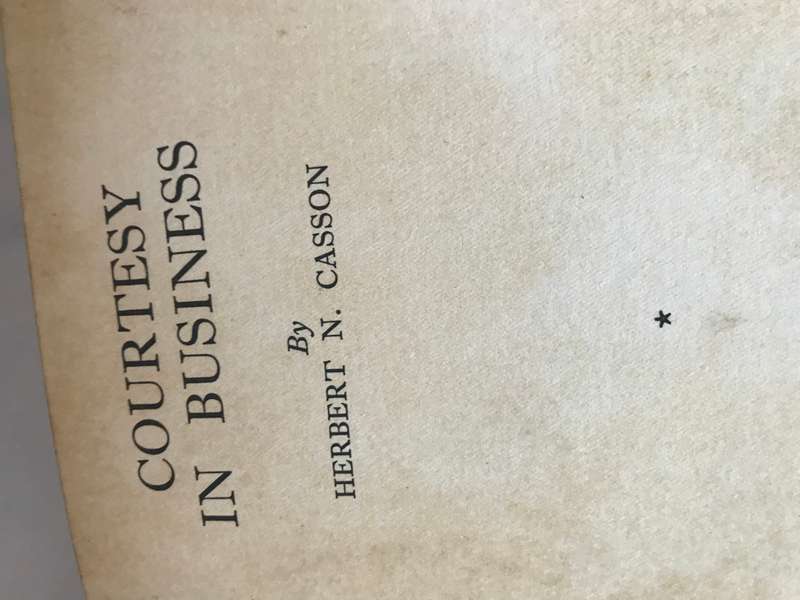 COURTESY
IN BUSINESS
By
HERBERT N. CASSON
*